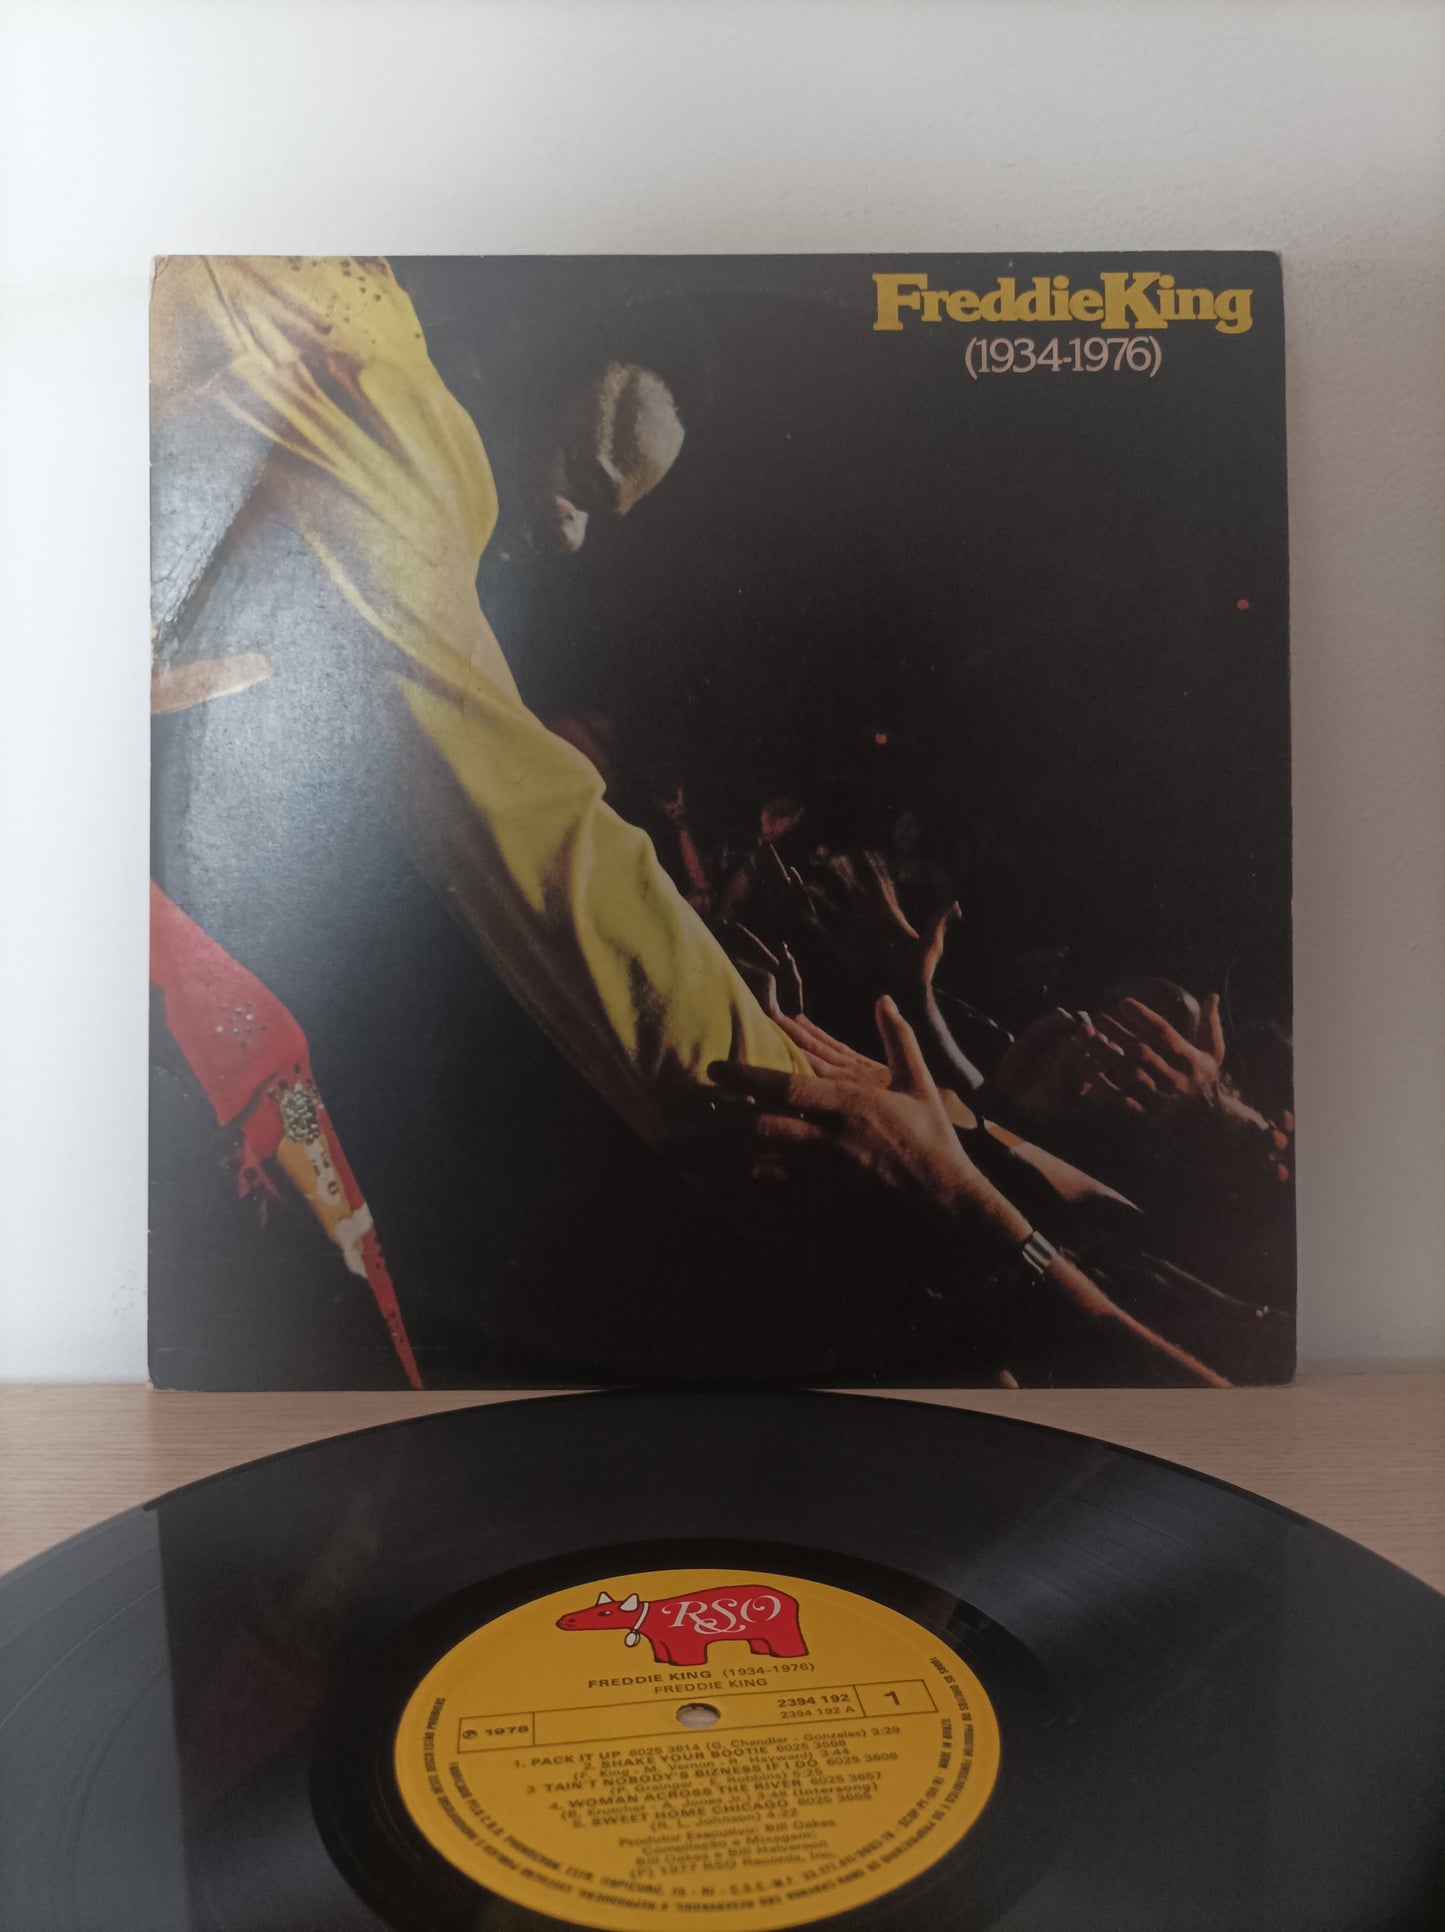 FreddieKing
(1934-1976)
RSO
FREDDIE KING (1934-1976)
FREDDIE KING
℗ 1978
2394 192
2394 192 A
1
1. PACK IT UP 6025 3614 (G. Chandler - Gonzales) 3:29
2. SHAKE YOUR BOOTIE 6025 3568
(F. King - M. Vernon - R. Hayward) 3.44
3 TAIN'T NOBODY'S BIZNESS IF I DO 6025 3606
(P. Grainger - E. Robbins) 5:25
4. WOMAN ACROSS THE RIVER 6025 3657
(B. Krutcher - A. Jones Jr.) 3:48 (Intersong)
5. SWEET HOME CHICAGO 6025 3665
(R. L. Johnson) 4:22
Produtor Executivo: Bill Oakes
Compilação e Mixagem:
Bill Oakes e Bill Halverson
(P) 1977 RSO Records, Inc.